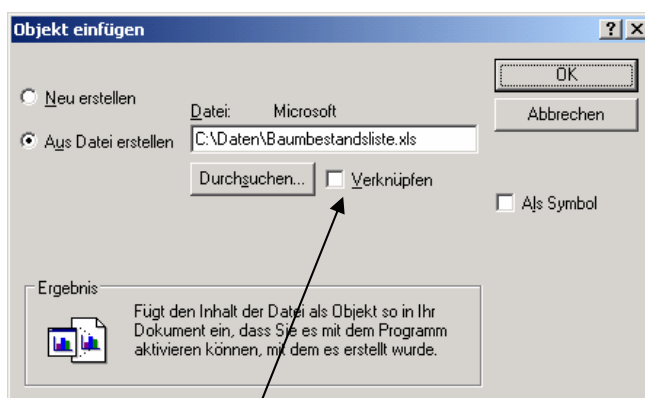 Objekt einfügen
OK
Neu erstellen
Datei: Microsoft
Abbrechen
Aus Datei erstellen
C:\Daten\Baumbestandsliste.xls
Durchsuchen...
Verknüpfen
Als Symbol
Ergebnis
Fügt den Inhalt der Datei als Objekt so in Ihr
Dokument ein, dass Sie es mit dem Programm
aktivieren können, mit dem es erstellt wurde.